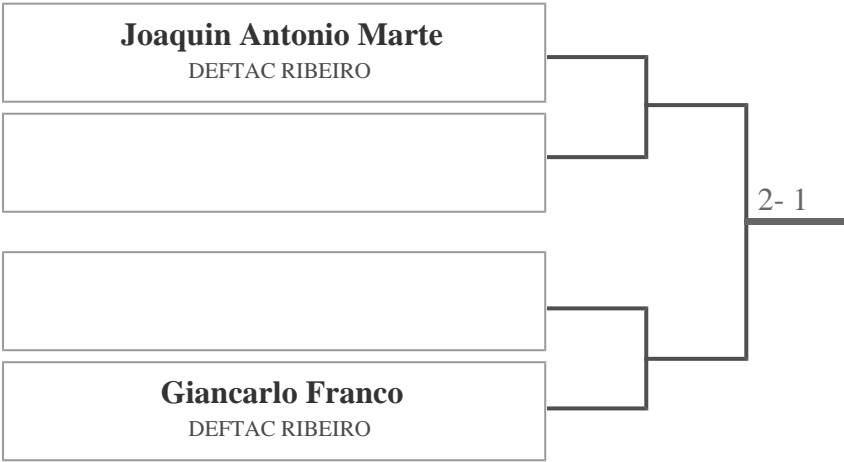 Joaquin Antonio Marte
DEFTAC RIBEIRO
2- 1
Giancarlo Franco
DEFTAC RIBEIRO